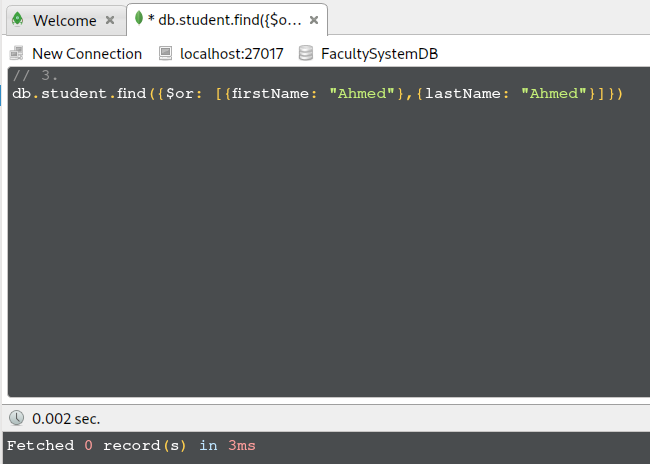 Welcome
* db.student.find({$o...
New Connection
localhost:27017
FacultySystemDB
// 3.
db.student.find({$or: [{firstName: "Ahmed"},{lastName: "Ahmed"}]})
0.002 sec.
Fetched 0 record(s) in 3ms